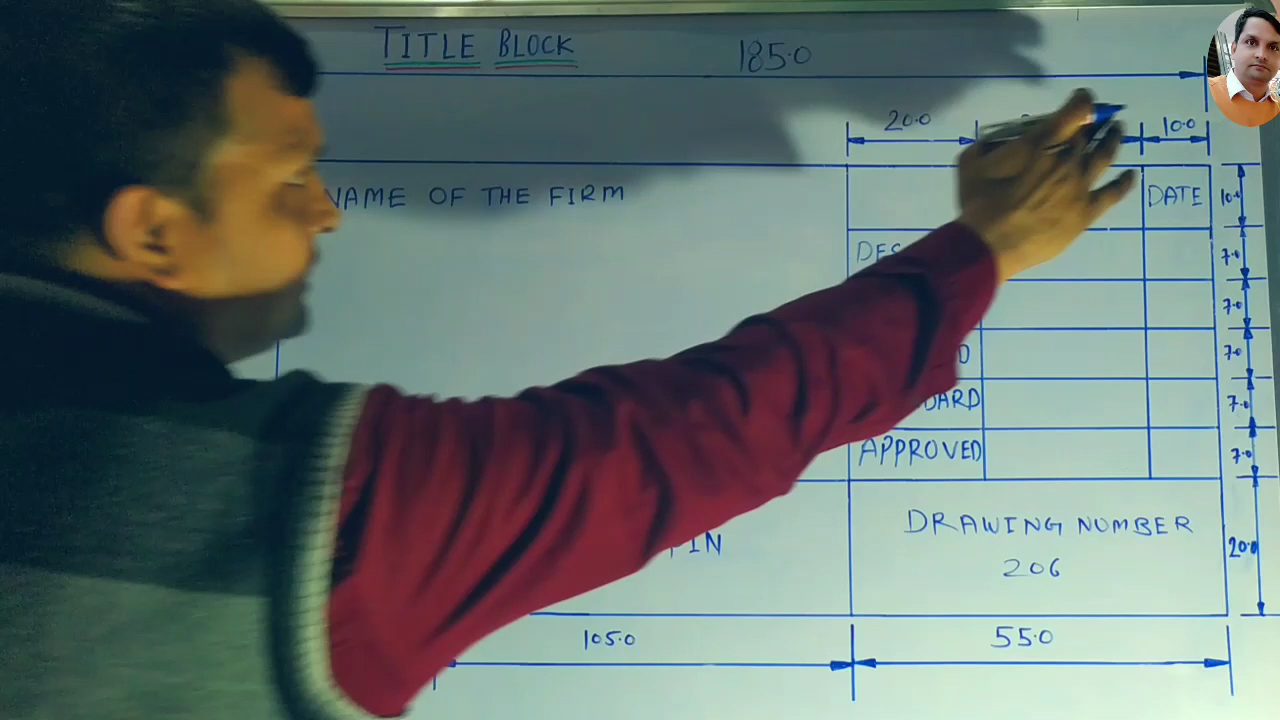 TITLE BLOCK 185.0
20.0 10.0
NAME OF THE FIRM DATE 10.0
7.0
7.0
7.0
7.0
APPROVED 7.0
DRAWING NUMBER
206
20.0
105.0 55.0